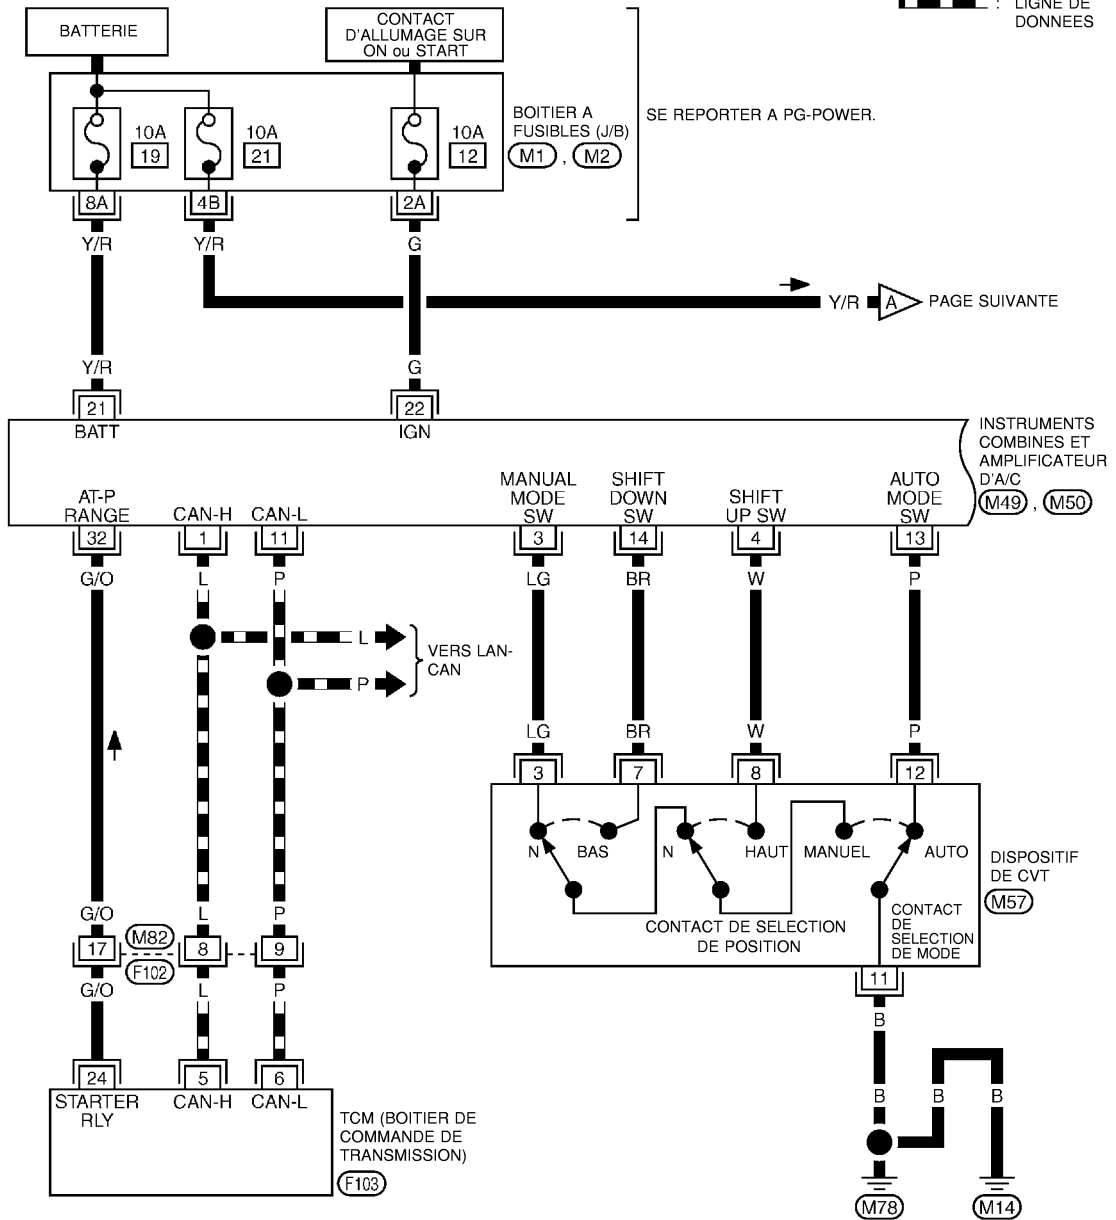 : LIGNE DE
DONNEES
BATTERIE
CONTACT
D'ALLUMAGE SUR
ON ou START
10A
19
10A
21
10A
12
BOITIER A
FUSIBLES (J/B)
M1 , M2
SE REPORTER A PG-POWER.
8A 4B 2A
Y/R Y/R G
Y/R A PAGE SUIVANTE
Y/R G
21 22
BATT IGN
INSTRUMENTS
COMBINES ET
AMPLIFICATEUR
D'A/C
M49 , M50
AT-P
RANGE
CAN-H CAN-L
MANUAL
MODE
SW
SHIFT
DOWN
SW
SHIFT
UP SW
AUTO
MODE
SW
32 1 11 3 14 4 13
G/O L P LG BR W P
L
P
VERS LAN-
CAN
LG BR W P
3 7 8 12
N BAS N HAUT MANUEL AUTO
CONTACT DE SELECTION
DE POSITION
CONTACT
DE
SELECTION
DE MODE
DISPOSITIF
DE CVT
M57
G/O L P
17 M82 8 9
F102
G/O L P
24 5 6
STARTER
RLY
CAN-H CAN-L
TCM (BOITIER DE
COMMANDE DE
TRANSMISSION)
F103
11
B
B B B
M78 M14